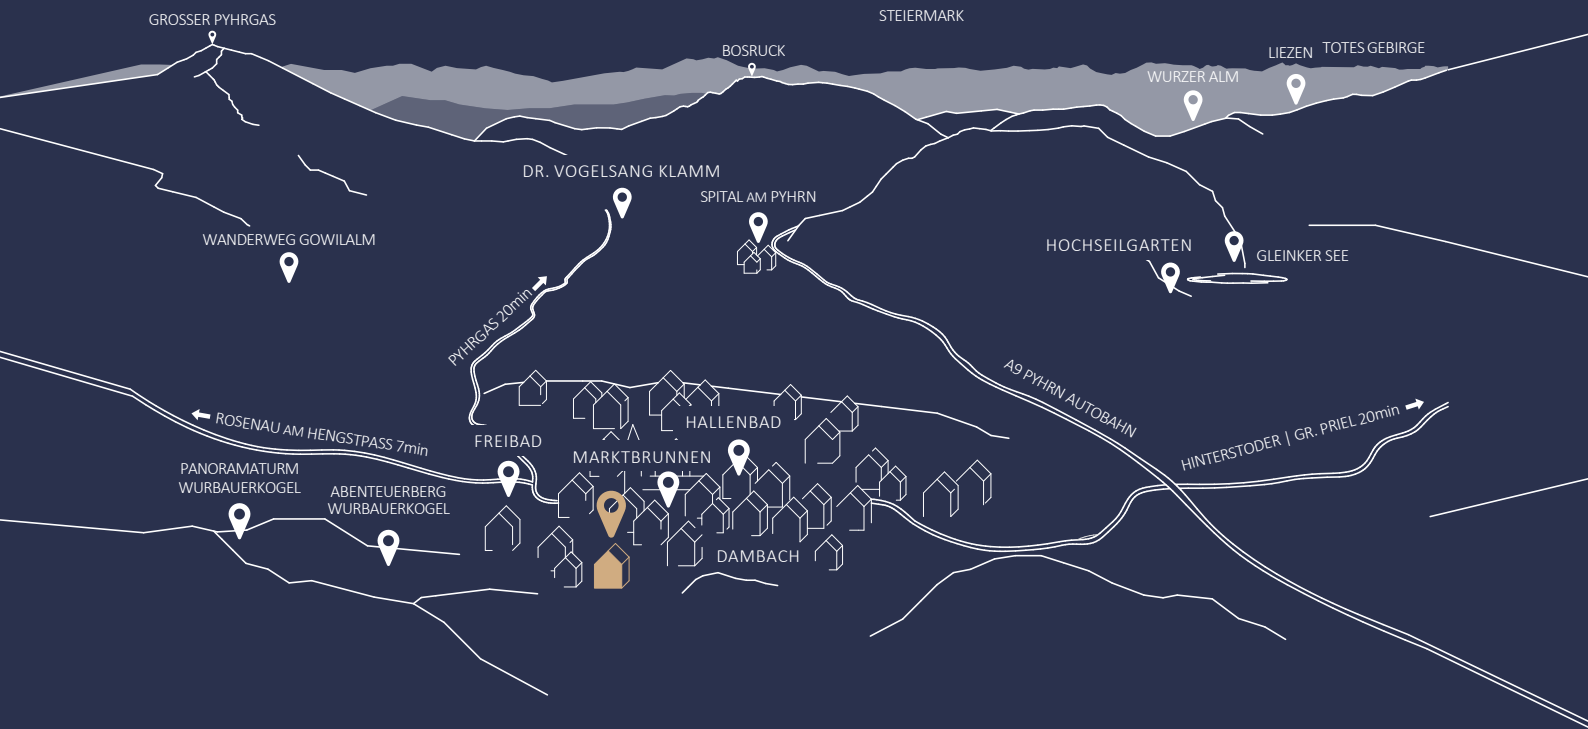 STEIERMARK
GROSSER PYHRGAS
BOSRUCK
LIEZEN
TOTES GEBIRGE
WURZER ALM
DR. VOGELSANG KLAMM
SPITAL AM PYHRN
WANDERWEG GOWILALM
HOCHSEILGARTEN
GLEINKER SEE
PYHRGAS 20min
A9 PYHRN AUTOBAHN
HINTERSTODER | GR. PRIEL 20min
ROSENAU AM HENGSTPASS 7min
HALLENBAD
FREIBAD
MARKTBRUNNEN
PANORAMATURM
WURBAUERKOGEL
ABENTEUERBERG
WURBAUERKOGEL
DAMBACH